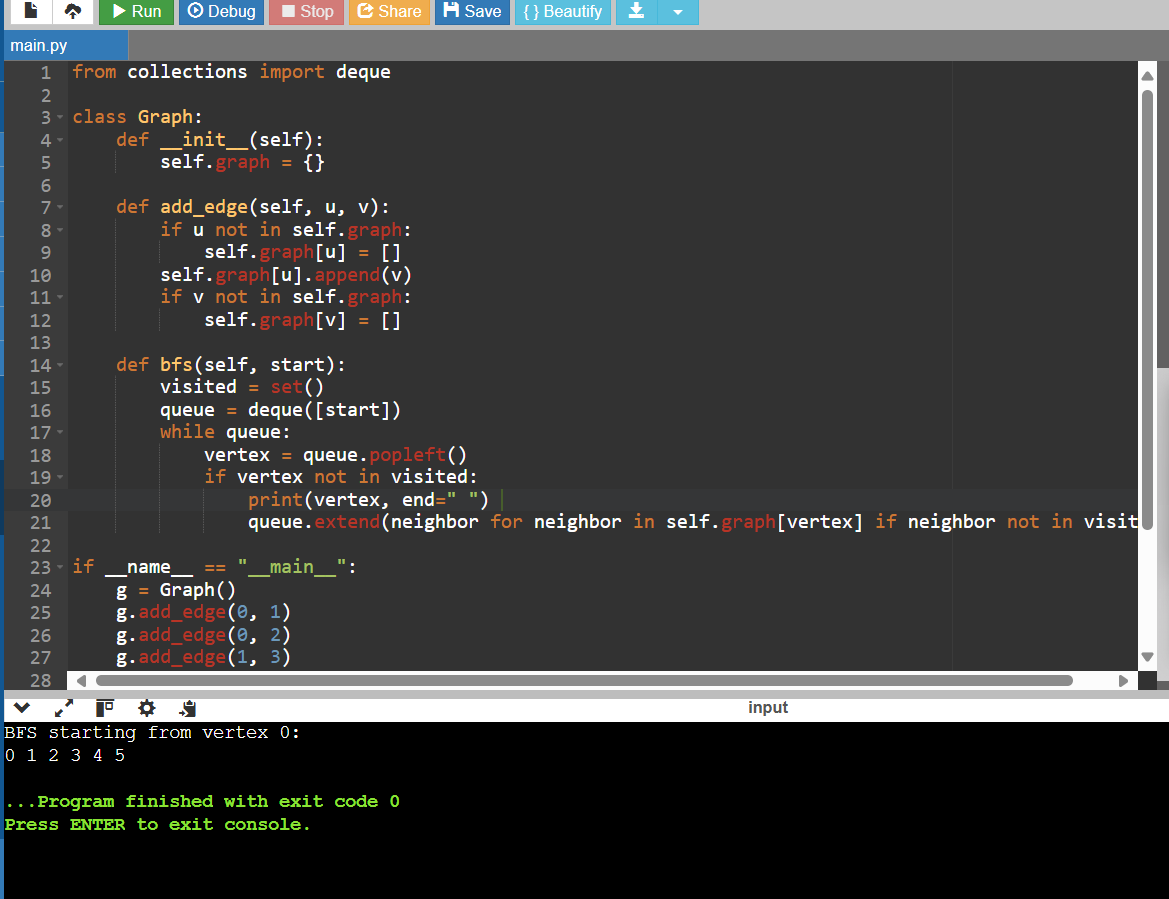 Run Debug Stop Share Save { } Beautify
main.py
1 from collections import deque
2
3 class Graph:
4     def __init__(self):
5         self.graph = {}
6
7     def add_edge(self, u, v):
8         if u not in self.graph:
9             self.graph[u] = []
10         self.graph[u].append(v)
11         if v not in self.graph:
12             self.graph[v] = []
13
14     def bfs(self, start):
15         visited = set()
16         queue = deque([start])
17         while queue:
18             vertex = queue.popleft()
19             if vertex not in visited:
20                 print(vertex, end=" ")
21                 queue.extend(neighbor for neighbor in self.graph[vertex] if neighbor not in visit
22
23 if __name__ == "__main__":
24     g = Graph()
25     g.add_edge(0, 1)
26     g.add_edge(0, 2)
27     g.add_edge(1, 3)
28
input
BFS starting from vertex 0:
0 1 2 3 4 5
...Program finished with exit code 0
Press ENTER to exit console.